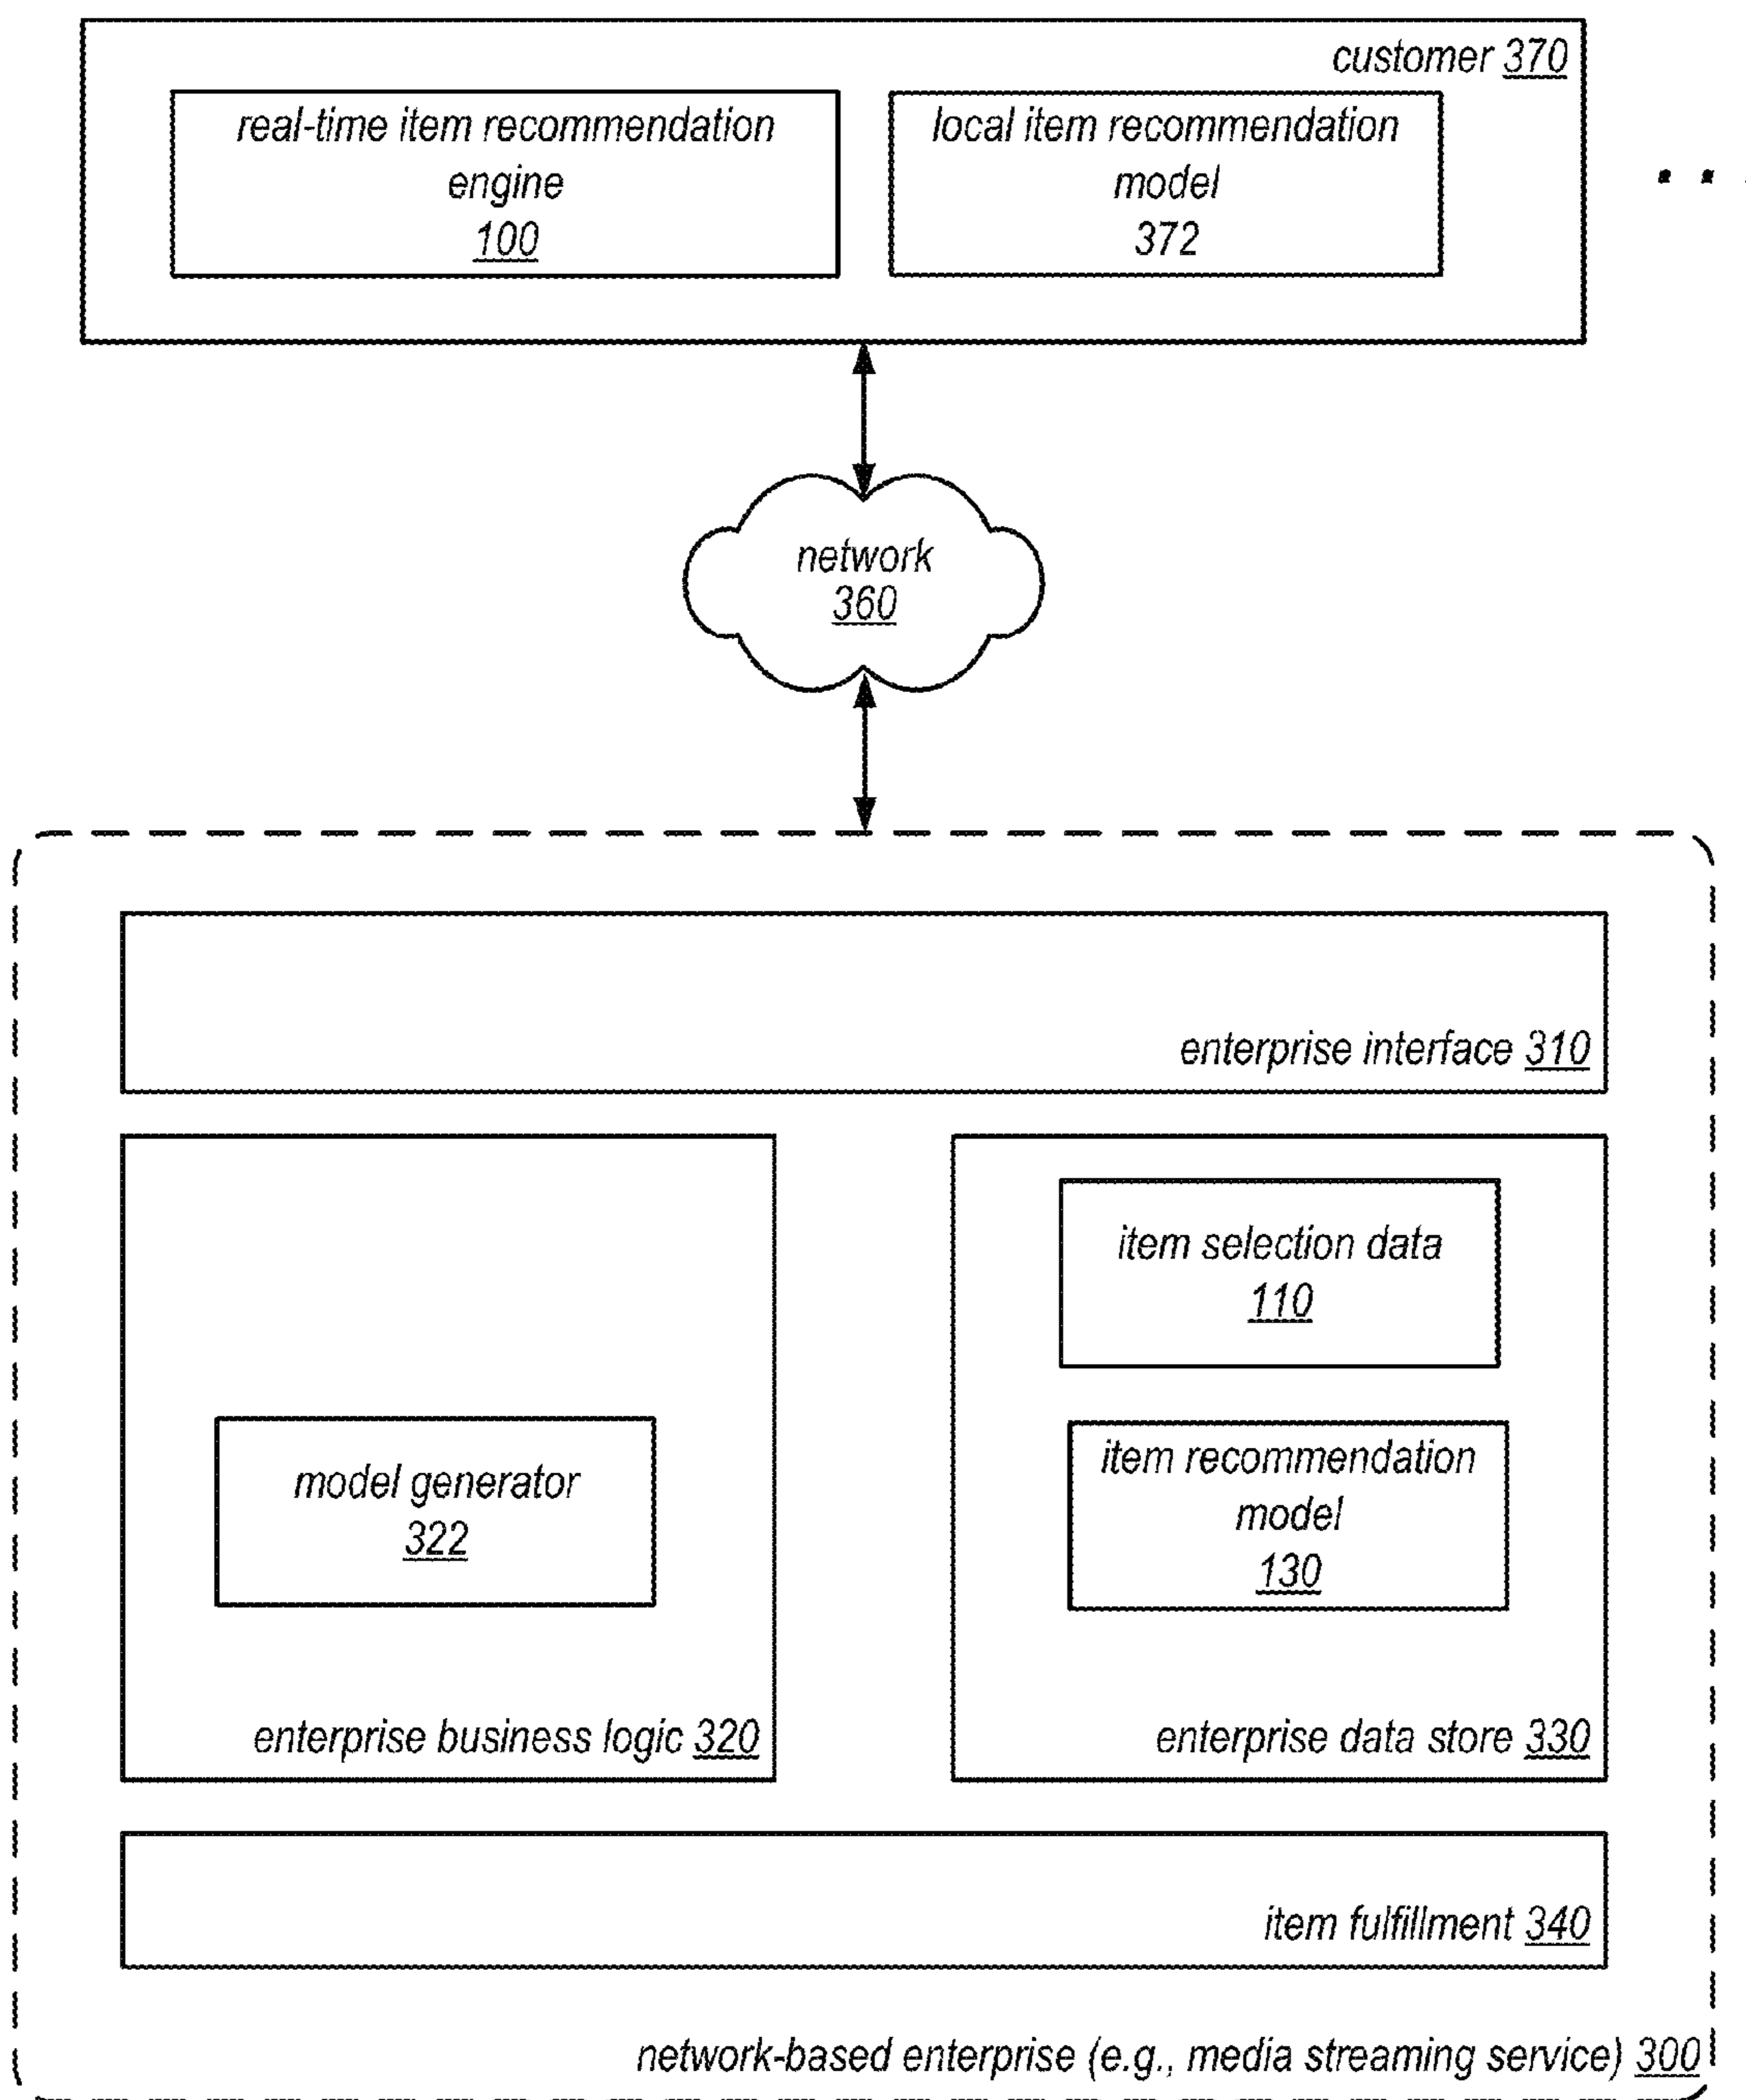 customer 370
real-time item recommendation
engine
100
local item recommendation
model
372
. . .
network
360
enterprise interface 310
model generator
322
enterprise business logic 320
item selection data
110
item recommendation
model
130
enterprise data store 330
item fulfillment 340
network-based enterprise (e.g., media streaming service) 300